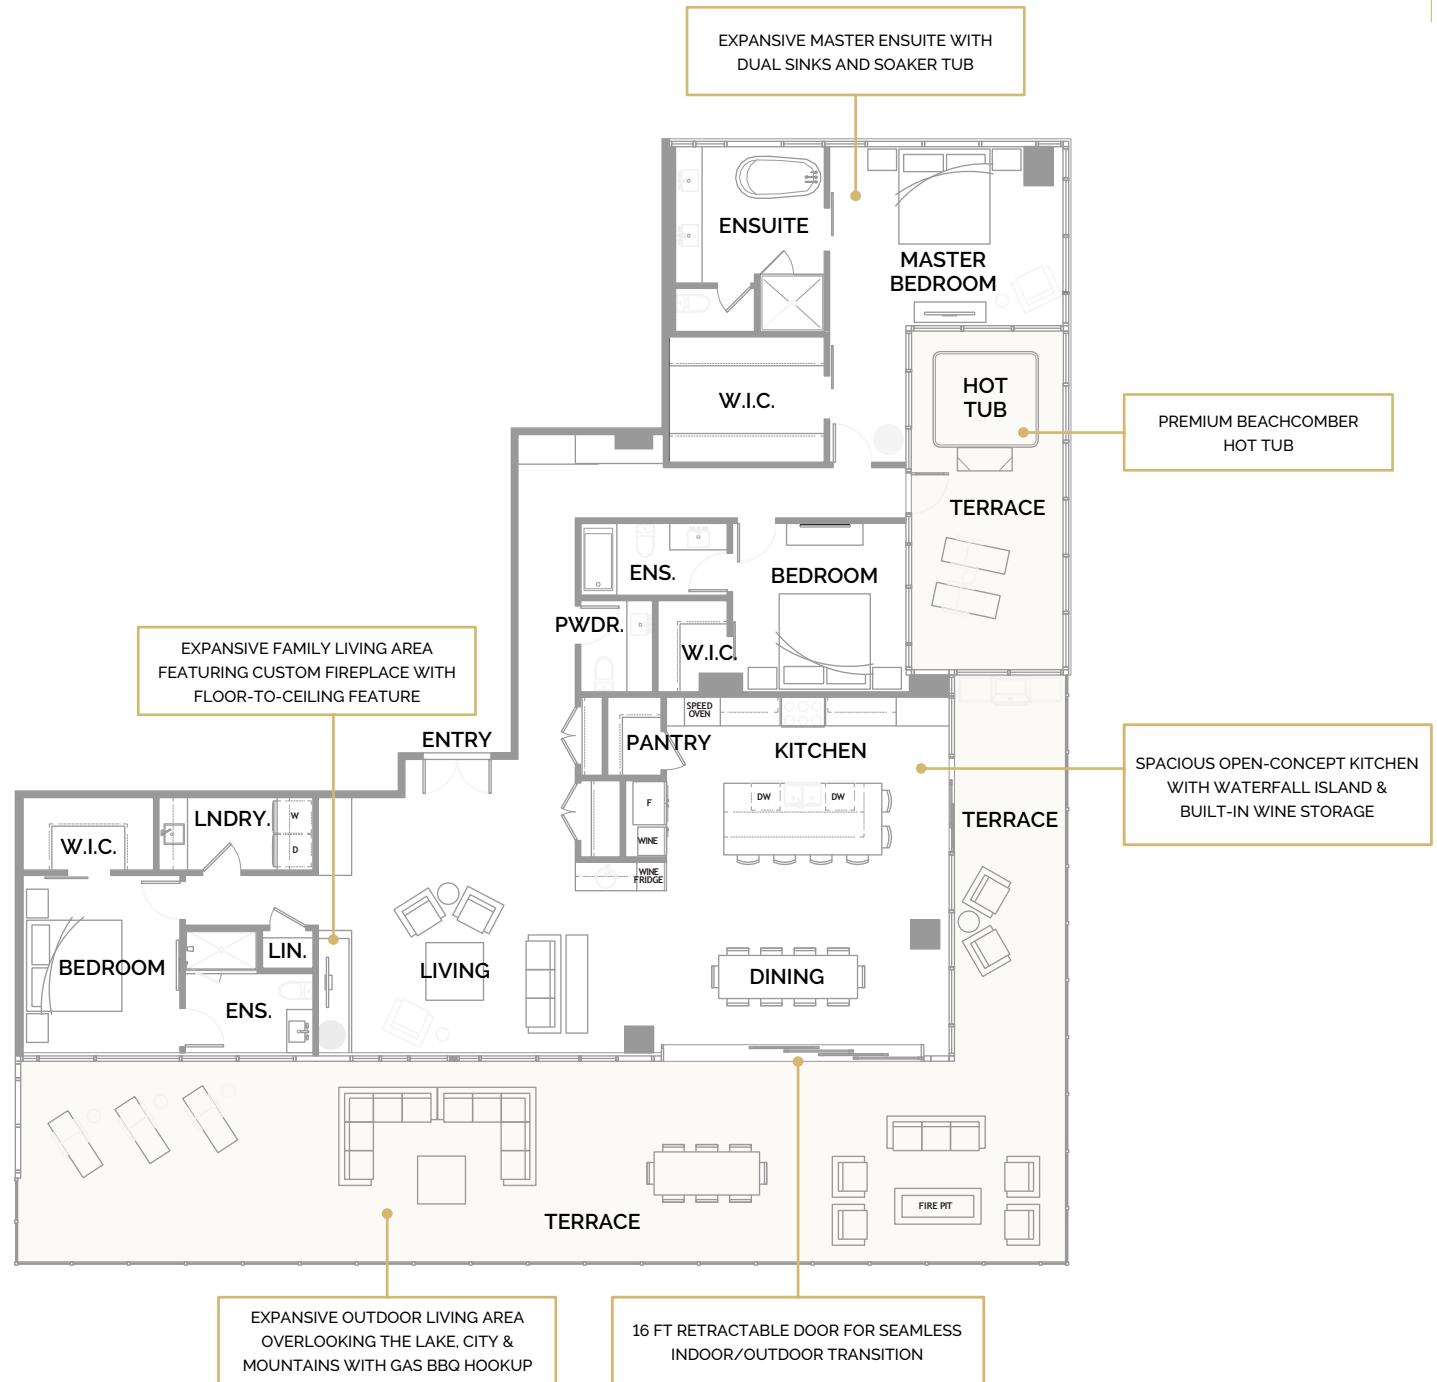 EXPANSIVE MASTER ENSUITE WITH
DUAL SINKS AND SOAKER TUB
ENSUITE
MASTER
BEDROOM
W.I.C.
HOT
TUB
PREMIUM BEACHCOMBER
HOT TUB
TERRACE
ENS.
BEDROOM
PWDR.
W.I.C.
EXPANSIVE FAMILY LIVING AREA
FEATURING CUSTOM FIREPLACE WITH
FLOOR-TO-CEILING FEATURE
SPEED
OVEN
ENTRY
PANTRY
KITCHEN
SPACIOUS OPEN-CONCEPT KITCHEN
WITH WATERFALL ISLAND &
BUILT-IN WINE STORAGE
DW
DW
F
WINE
WINE
FRIDGE
TERRACE
LNDRY.
W
D
W.I.C.
BEDROOM
LIN.
ENS.
LIVING
DINING
FIRE PIT
TERRACE
EXPANSIVE OUTDOOR LIVING AREA
OVERLOOKING THE LAKE, CITY &
MOUNTAINS WITH GAS BBQ HOOKUP
16 FT RETRACTABLE DOOR FOR SEAMLESS
INDOOR/OUTDOOR TRANSITION